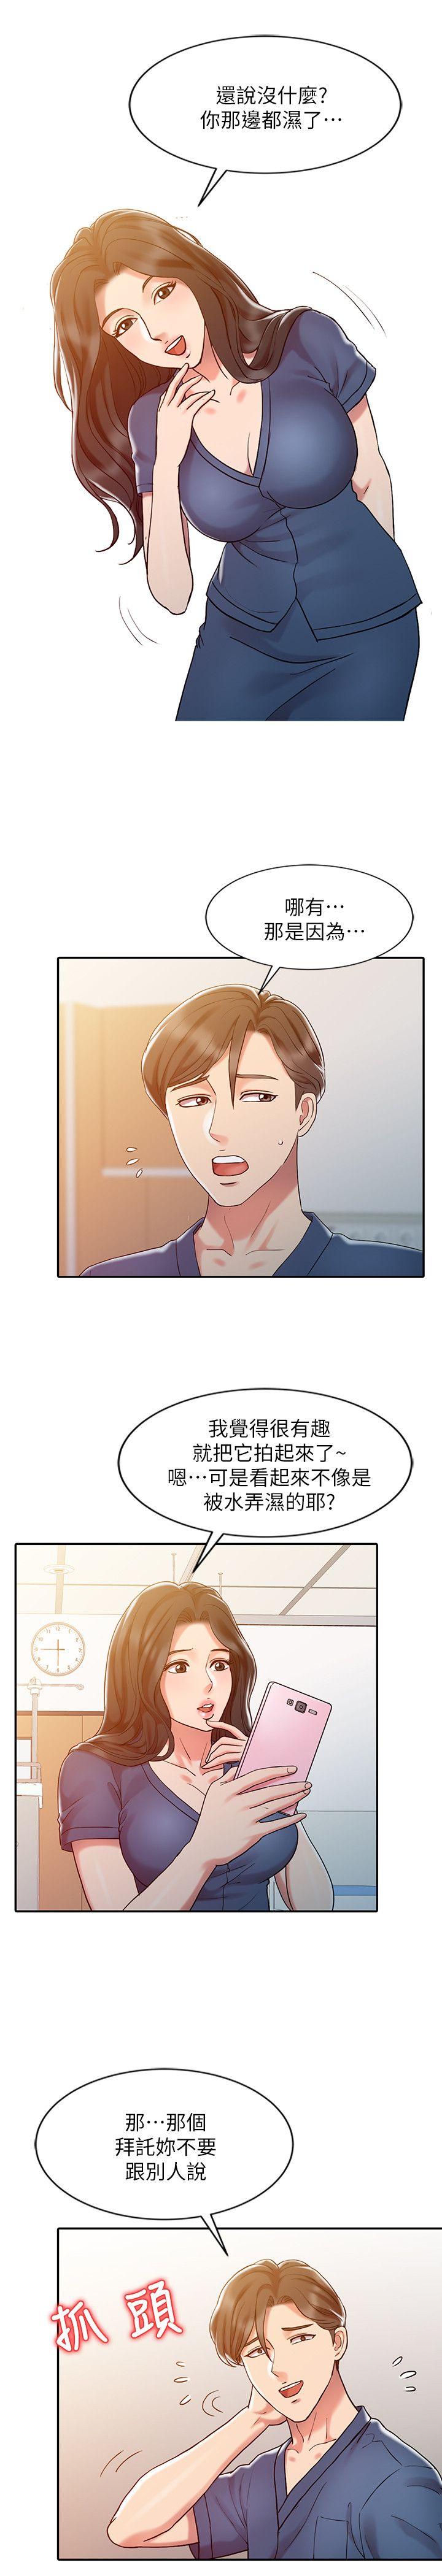 還說沒什麼?
你那邊都濕了…
哪有…
那是因為…
我覺得很有趣
就把它拍起來了~
嗯…可是看起來不像是
被水弄濕的耶?
那…那個
拜託妳不要
跟別人說
抓頭